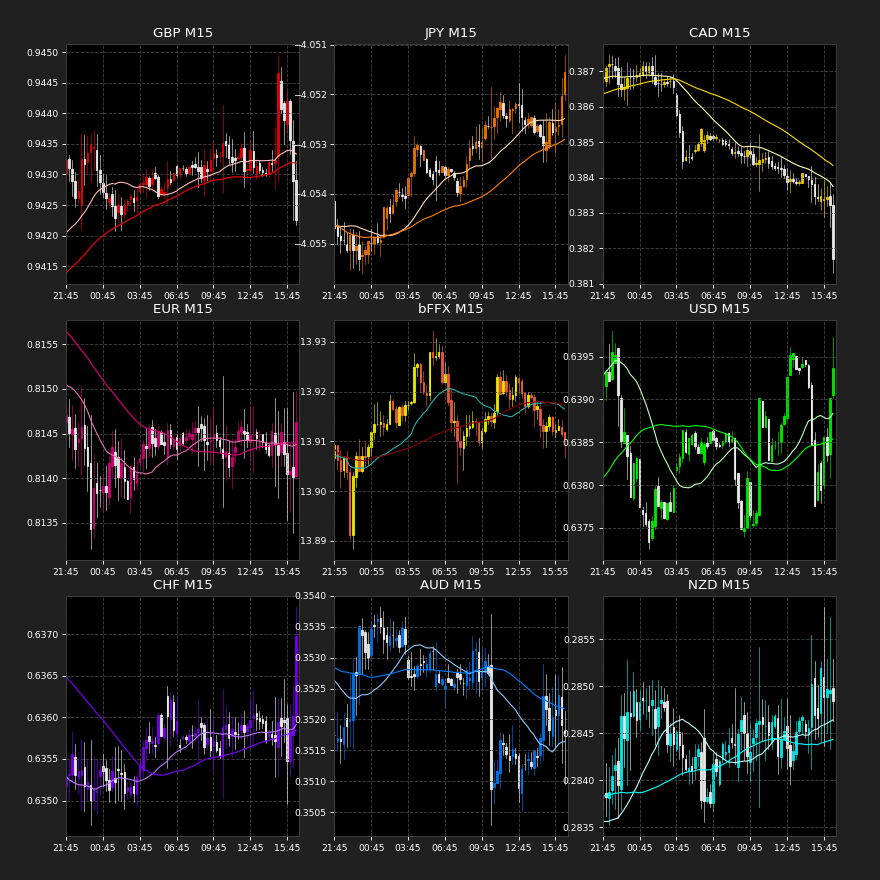 GBP M15
0.9450
0.9445
0.9440
0.9435
0.9430
0.9425
0.9420
0.9415
21:45 00:45 03:45 06:45 09:45 12:45 15:45
JPY M15
−4.051
−4.052
−4.053
−4.054
−4.055
21:45 00:45 03:45 06:45 09:45 12:45 15:45
CAD M15
0.387
0.386
0.385
0.384
0.383
0.382
0.381
21:45 00:45 03:45 06:45 09:45 12:45 15:45
EUR M15
0.8155
0.8150
0.8145
0.8140
0.8135
21:45 00:45 03:45 06:45 09:45 12:45 15:45
bFFX M15
13.93
13.92
13.91
13.90
13.89
21:55 00:55 03:55 06:55 09:55 12:55 15:55
USD M15
0.6395
0.6390
0.6385
0.6380
0.6375
21:45 00:45 03:45 06:45 09:45 12:45 15:45
CHF M15
0.6370
0.6365
0.6360
0.6355
0.6350
21:45 00:45 03:45 06:45 09:45 12:45 15:45
AUD M15
0.3540
0.3535
0.3530
0.3525
0.3520
0.3515
0.3510
0.3505
21:45 00:45 03:45 06:45 09:45 12:45 15:45
NZD M15
0.2855
0.2850
0.2845
0.2840
0.2835
21:45 00:45 03:45 06:45 09:45 12:45 15:45